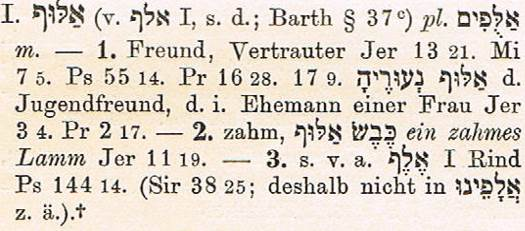 I. אַלּוּף (v. אלף I, s. d.; Barth § 37ᶜ) pl. אַלֻּפִים
m. — 1. Freund, Vertrauter Jer 13 21. Mi
7 5. Ps 55 14. Pr 16 28. 17 9. אַלּוּף נְעוּרֶיהָ d.
Jugendfreund, d. i. Ehemann einer Frau Jer
3 4. Pr 2 17. — 2. zahm, כֶּבֶשׂ אַלּוּף ein zahmes
Lamm Jer 11 19. — 3. s. v. a. אֶלֶף I Rind
Ps 144 14. (Sir 38 25; deshalb nicht in אֲלָפֵינוּ
z. ä.).†